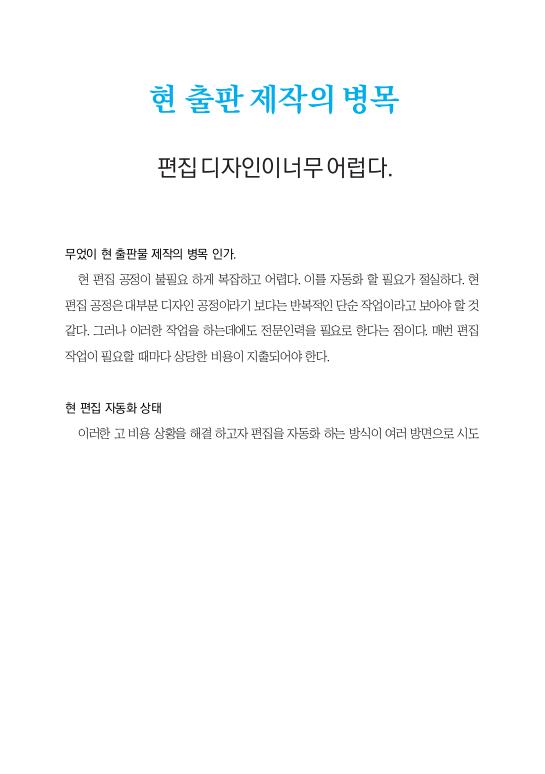 현 출판 제작의 병목
편집 디자인이 너무 어렵다.
무엇이 현 출판물 제작의 병목 인가.
현 편집 공정이 불필요 하게 복잡하고 어렵다. 이를 자동화 할 필요가 절실하다. 현
편집 공정은 대부분 디자인 공정이라기 보다는 반복적인 단순 작업이라고 보아야 할 것
같다. 그러나 이러한 작업을 하는데에도 전문인력을 필요로 한다는 점이다. 매번 편집
작업이 필요할 때마다 상당한 비용이 지출되어야 한다.
현 편집 자동화 상태
이러한 고 비용 상황을 해결 하고자 편집을 자동화 하는 방식이 여러 방면으로 시도